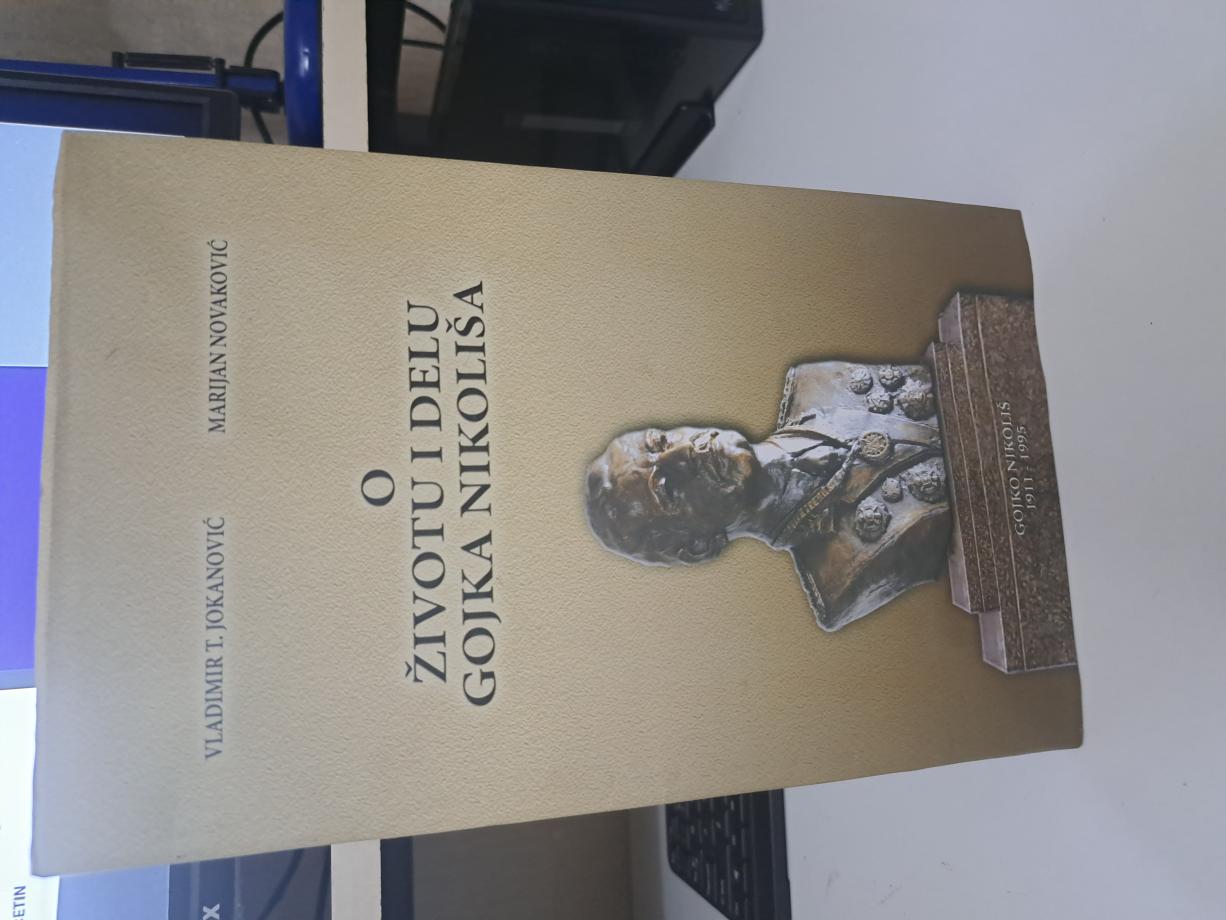 VLADIMIR T. JOKANOVIĆ MARIJAN NOVAKOVIĆ
O
ŽIVOTU I DELU
GOJKA NIKOLIŠA
GOJKO NIKOLIŠ
1911 - 1995